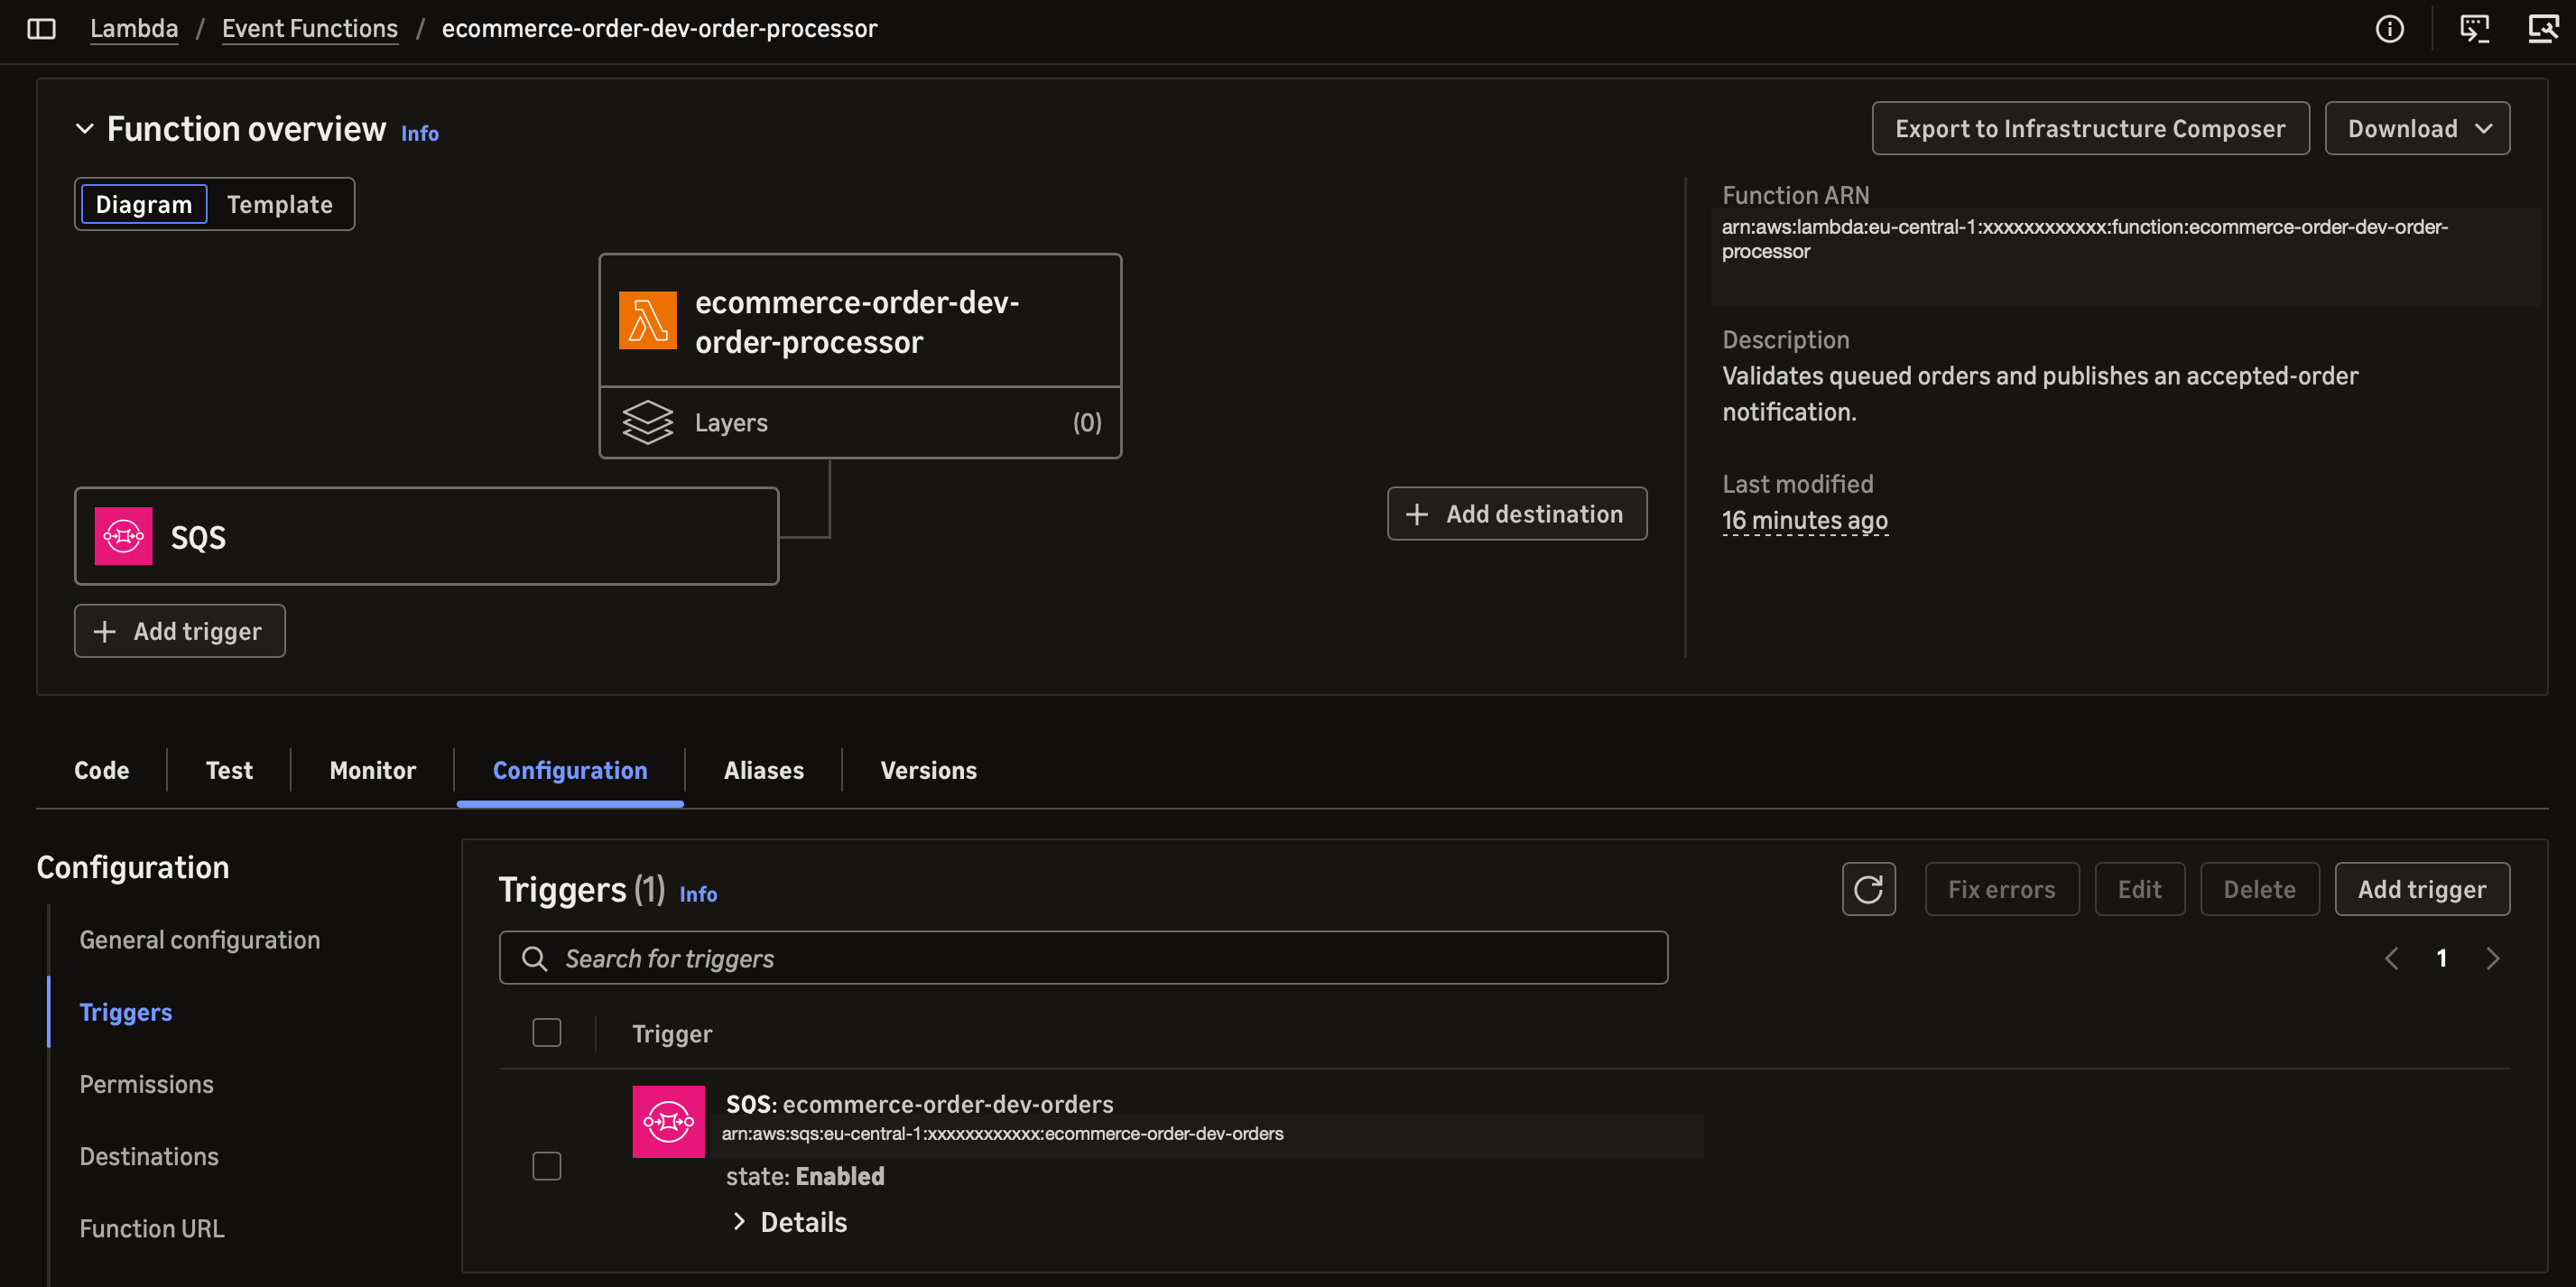 Lambda / Event Functions / ecommerce-order-dev-order-processor
Function overview Info
Export to Infrastructure Composer
Download
Diagram
Template
ecommerce-order-dev-
order-processor
Layers
(0)
SQS
+ Add trigger
+ Add destination
Function ARN
arn:aws:lambda:eu-central-1:xxxxxxxxxxxx:function:ecommerce-order-dev-order-
processor
Description
Validates queued orders and publishes an accepted-order
notification.
Last modified
16 minutes ago
Code
Test
Monitor
Configuration
Aliases
Versions
Configuration
General configuration
Triggers
Permissions
Destinations
Function URL
Triggers (1) Info
Fix errors
Edit
Delete
Add trigger
Search for triggers
1
Trigger
SQS: ecommerce-order-dev-orders
arn:aws:sqs:eu-central-1:xxxxxxxxxxxx:ecommerce-order-dev-orders
state: Enabled
Details